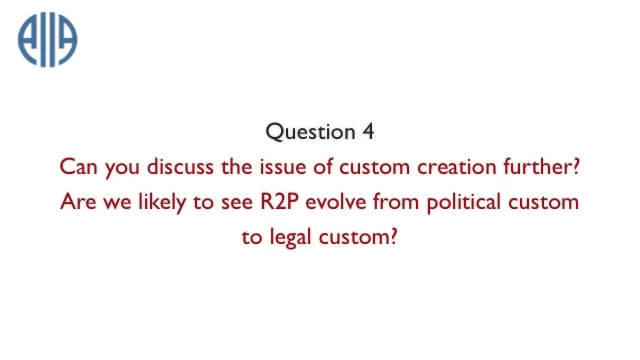 AIIA
Question 4
Can you discuss the issue of custom creation further?
Are we likely to see R2P evolve from political custom
to legal custom?